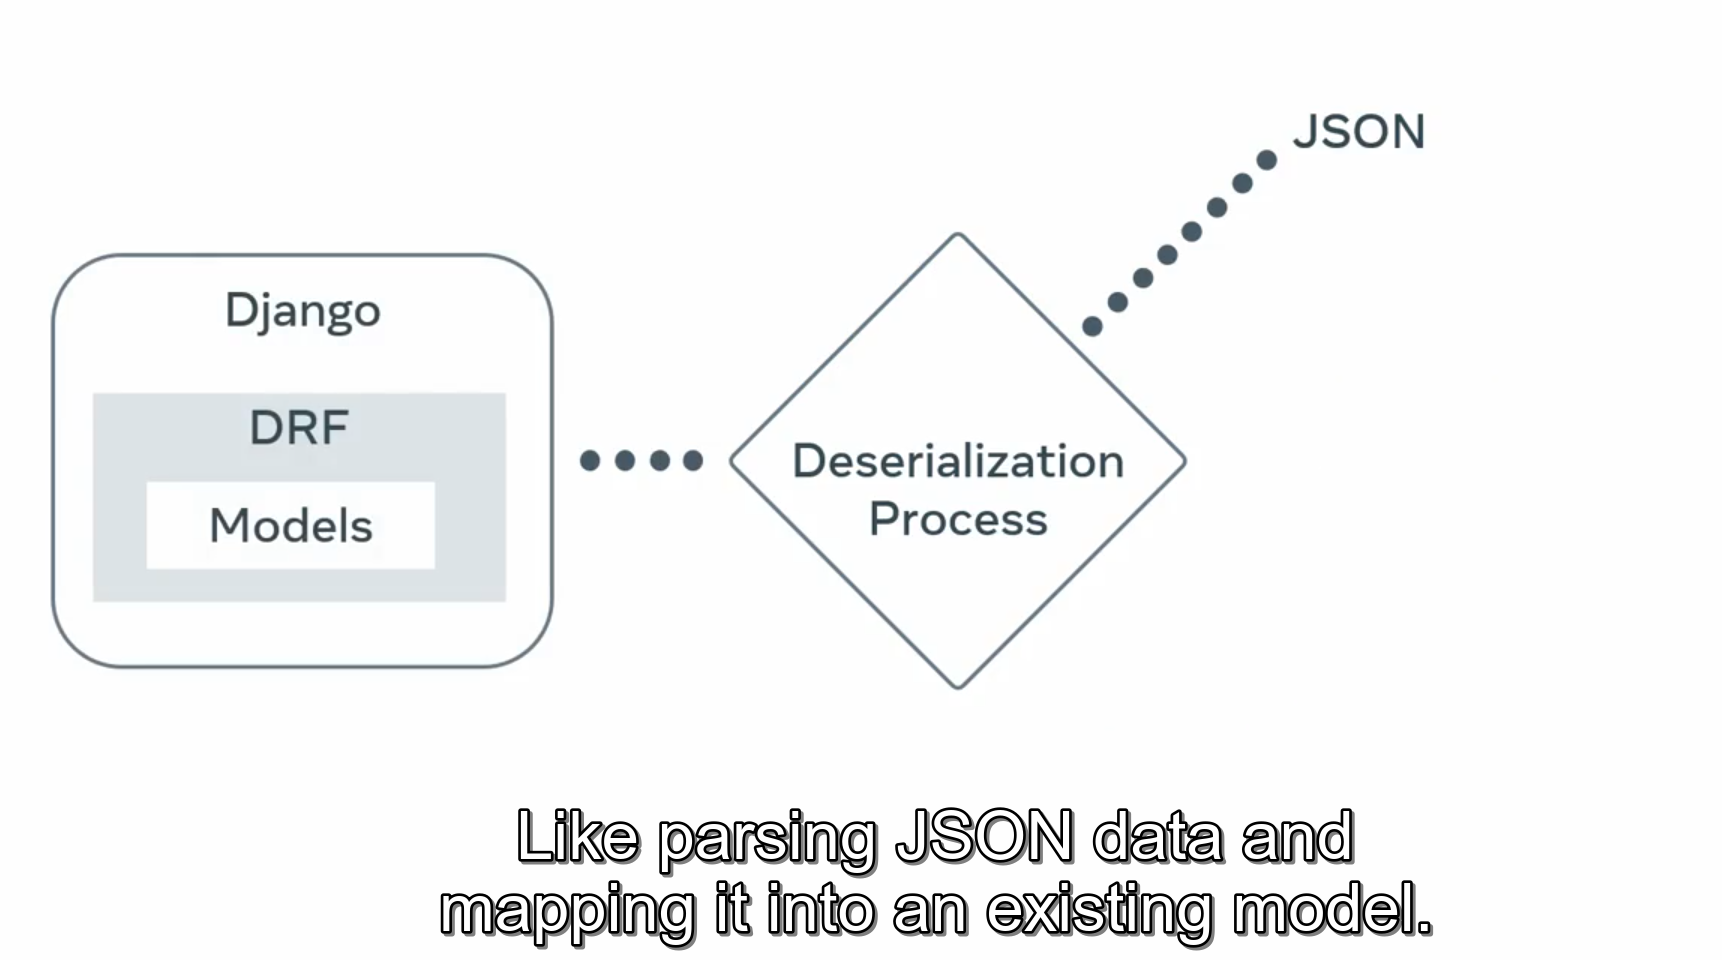 JSON
Django
DRF
Models
Deserialization
Process
Like parsing JSON data and
mapping it into an existing model.